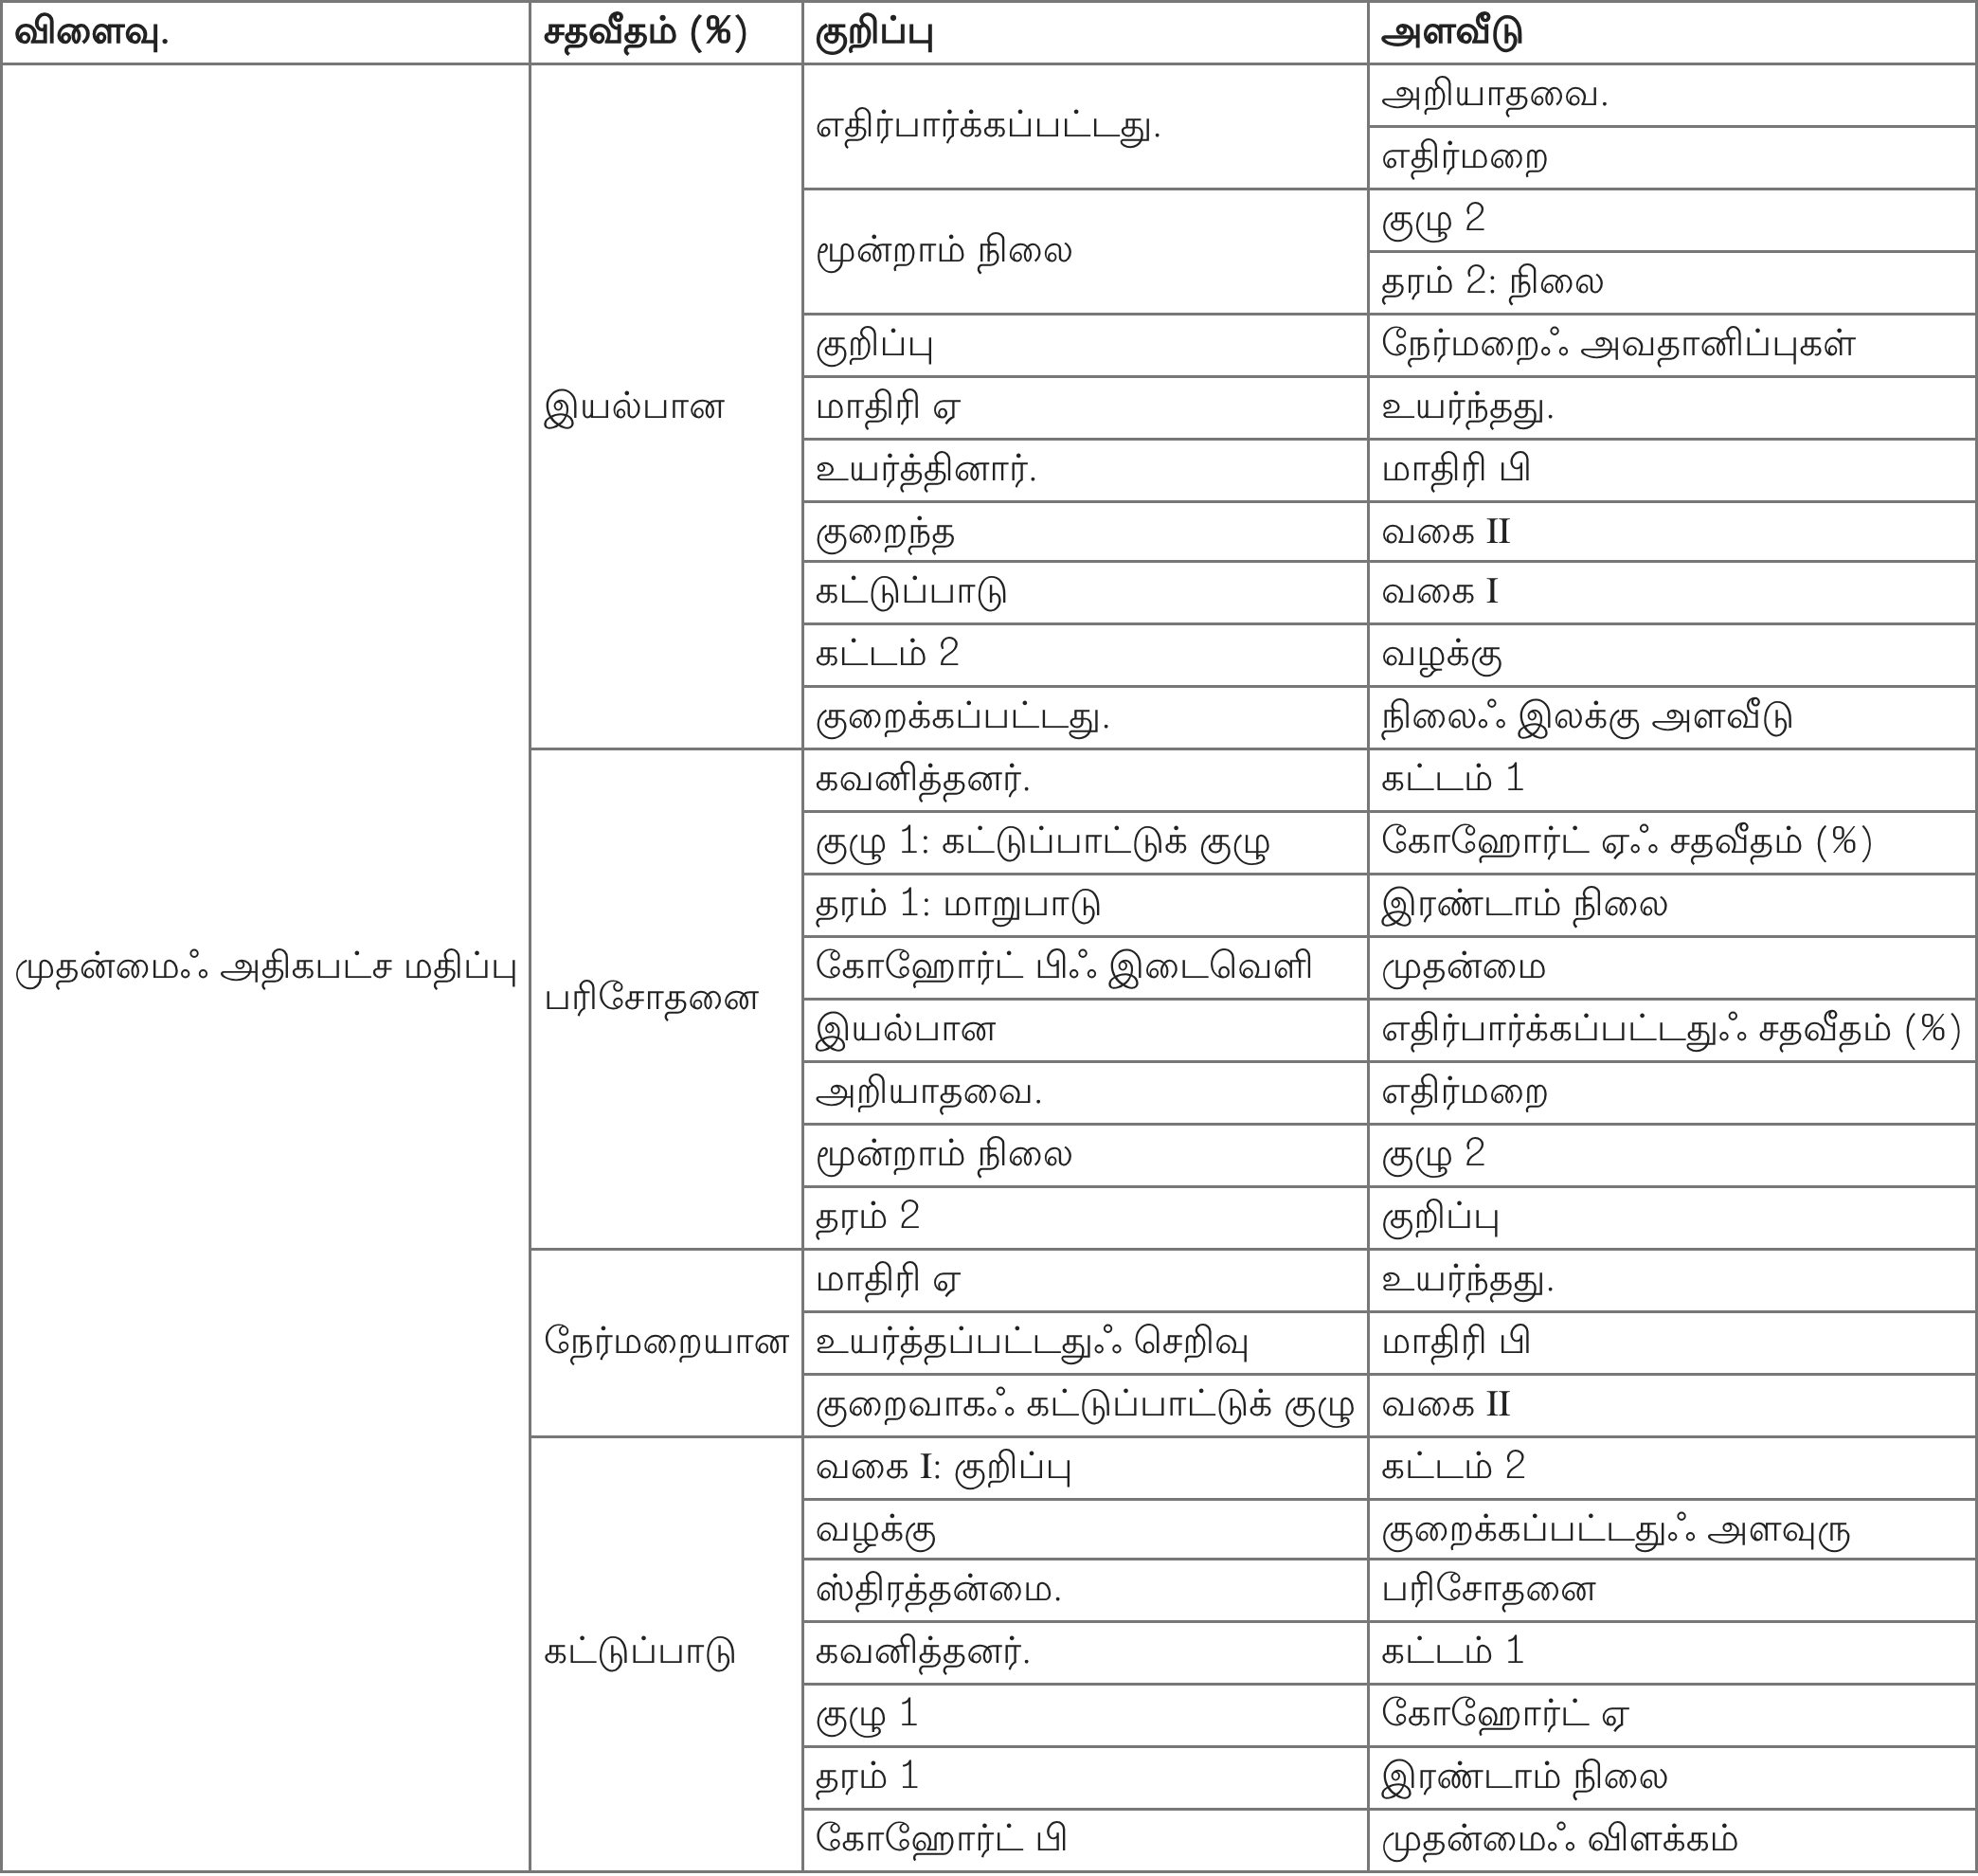 விளைவு. சதவீதம் (%) குறிப்பு அளவீடு
முதன்மைஃ அதிகபட்ச மதிப்பு இயல்பான எதிர்பார்க்கப்பட்டது. அறியாதவை.
எதிர்மறை
மூன்றாம் நிலை குழு 2
தரம் 2: நிலை
குறிப்பு நேர்மறைஃ அவதானிப்புகள்
மாதிரி ஏ உயர்ந்தது.
உயர்த்தினார். மாதிரி பி
குறைந்த வகை II
கட்டுப்பாடு வகை I
கட்டம் 2 வழக்கு
குறைக்கப்பட்டது. நிலைஃ இலக்கு அளவீடு
பரிசோதனை கவனித்தனர். கட்டம் 1
குழு 1: கட்டுப்பாட்டுக் குழு கோஹோர்ட் ஏஃ சதவீதம் (%)
தரம் 1: மாறுபாடு இரண்டாம் நிலை
கோஹோர்ட் பிஃ இடைவெளி முதன்மை
இயல்பான எதிர்பார்க்கப்பட்டதுஃ சதவீதம் (%)
அறியாதவை. எதிர்மறை
மூன்றாம் நிலை குழு 2
தரம் 2 குறிப்பு
நேர்மறையான மாதிரி ஏ உயர்ந்தது.
உயர்த்தப்பட்டதுஃ செறிவு மாதிரி பி
குறைவாகஃ கட்டுப்பாட்டுக் குழு வகை II
கட்டுப்பாடு வகை I: குறிப்பு கட்டம் 2
வழக்கு குறைக்கப்பட்டதுஃ அளவுரு
ஸ்திரத்தன்மை. பரிசோதனை
கவனித்தனர். கட்டம் 1
குழு 1 கோஹோர்ட் ஏ
தரம் 1 இரண்டாம் நிலை
கோஹோர்ட் பி முதன்மைஃ விளக்கம்